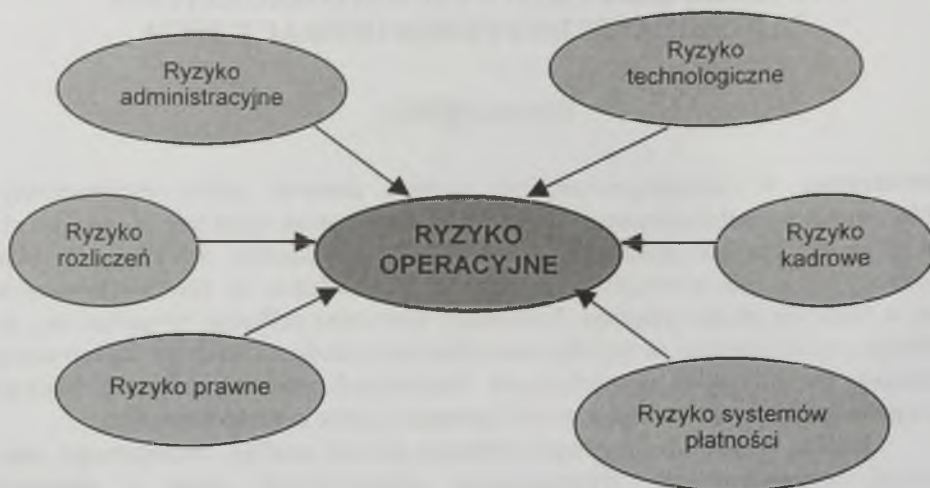 Ryzyko
administracyjne
Ryzyko
technologiczne
Ryzyko
rozliczeń
RYZYKO
OPERACYJNE
Ryzyko
kadrowe
Ryzyko prawne
Ryzyko systemów
płatności